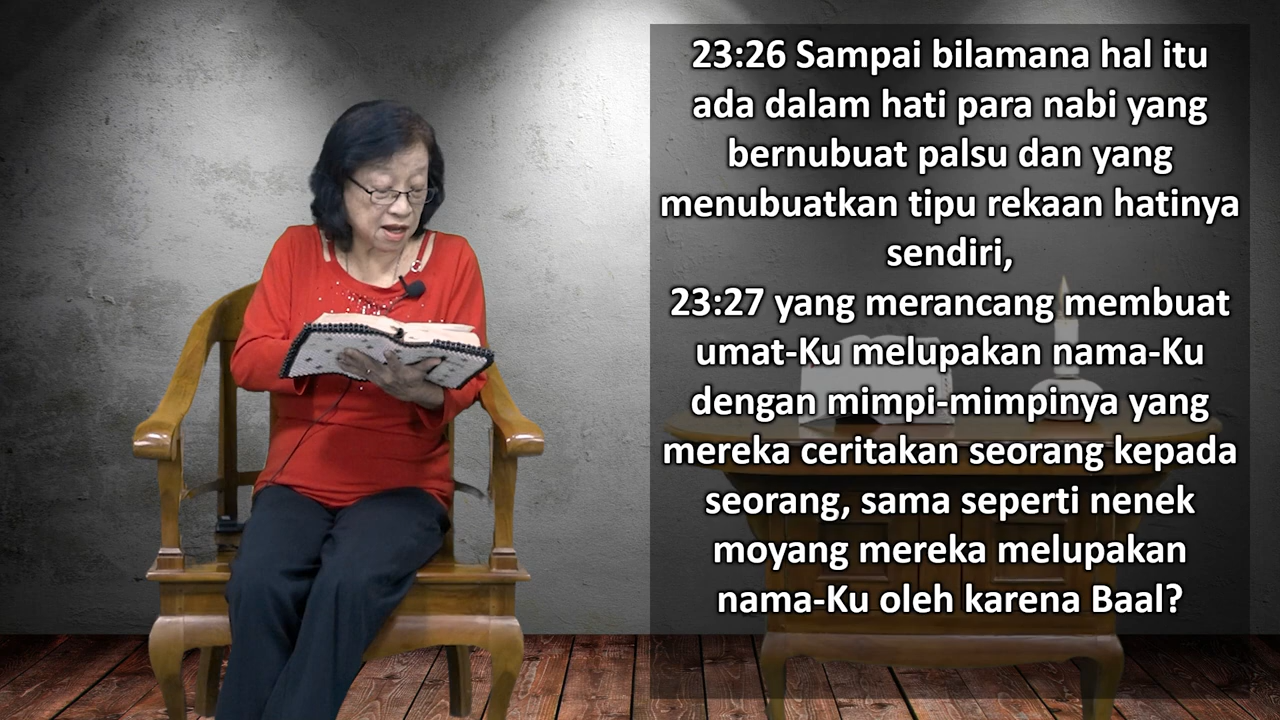 23:26 Sampai bilamana hal itu
ada dalam hati para nabi yang
bernubuat palsu dan yang
menubuatkan tipu rekaan hatinya
sendiri,
23:27 yang merancang membuat
umat-Ku melupakan nama-Ku
dengan mimpi-mimpinya yang
mereka ceritakan seorang kepada
seorang, sama seperti nenek
moyang mereka melupakan
nama-Ku oleh karena Baal?